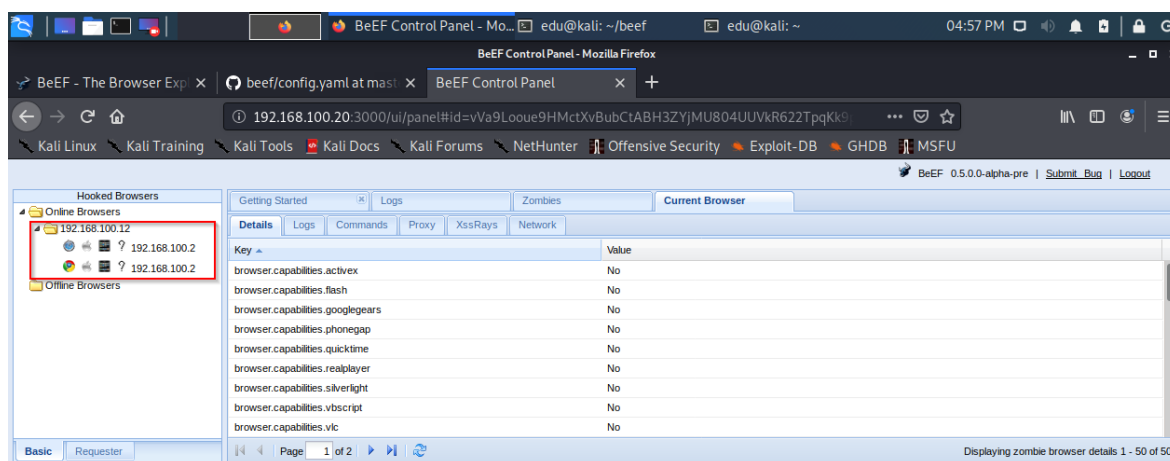 BeEF Control Panel - Mo... edu@kali: ~/beef edu@kali: ~ 04:57 PM
BeEF Control Panel - Mozilla Firefox
BeEF - The Browser Expl beef/config.yaml at mast BeEF Control Panel
192.168.100.20:3000/ui/panel#id=vVa9Looue9HMctXvBubCtABH3ZYjMU804UUVkR622TpqKk9
Kali Linux Kali Training Kali Tools Kali Docs Kali Forums NetHunter Offensive Security Exploit-DB GHDB MSFU
BeEF 0.5.0.0-alpha-pre | Submit Bug | Logout
Hooked Browsers
Online Browsers
192.168.100.12
? 192.168.100.2
? 192.168.100.2
Offline Browsers
Basic Requester
Getting Started Logs Zombies Current Browser
Details Logs Commands Proxy XssRays Network
Key Value
browser.capabilities.activex No
browser.capabilities.flash No
browser.capabilities.googlegears No
browser.capabilities.phonegap No
browser.capabilities.quicktime No
browser.capabilities.realplayer No
browser.capabilities.silverlight No
browser.capabilities.vbscript No
browser.capabilities.vlc No
Page 1 of 2 Displaying zombie browser details 1 - 50 of 50